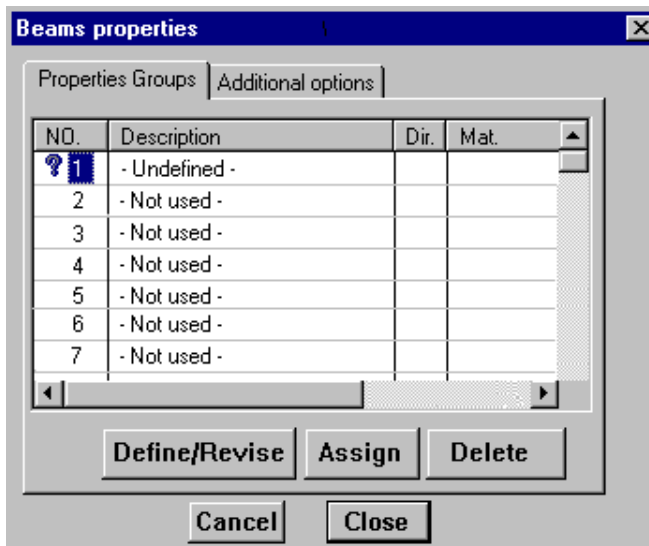 Beams properties
Properties Groups Additional options
NO. Description Dir. Mat.
? 1 - Undefined -
2 - Not used -
3 - Not used -
4 - Not used -
5 - Not used -
6 - Not used -
7 - Not used -
Define/Revise Assign Delete
Cancel Close